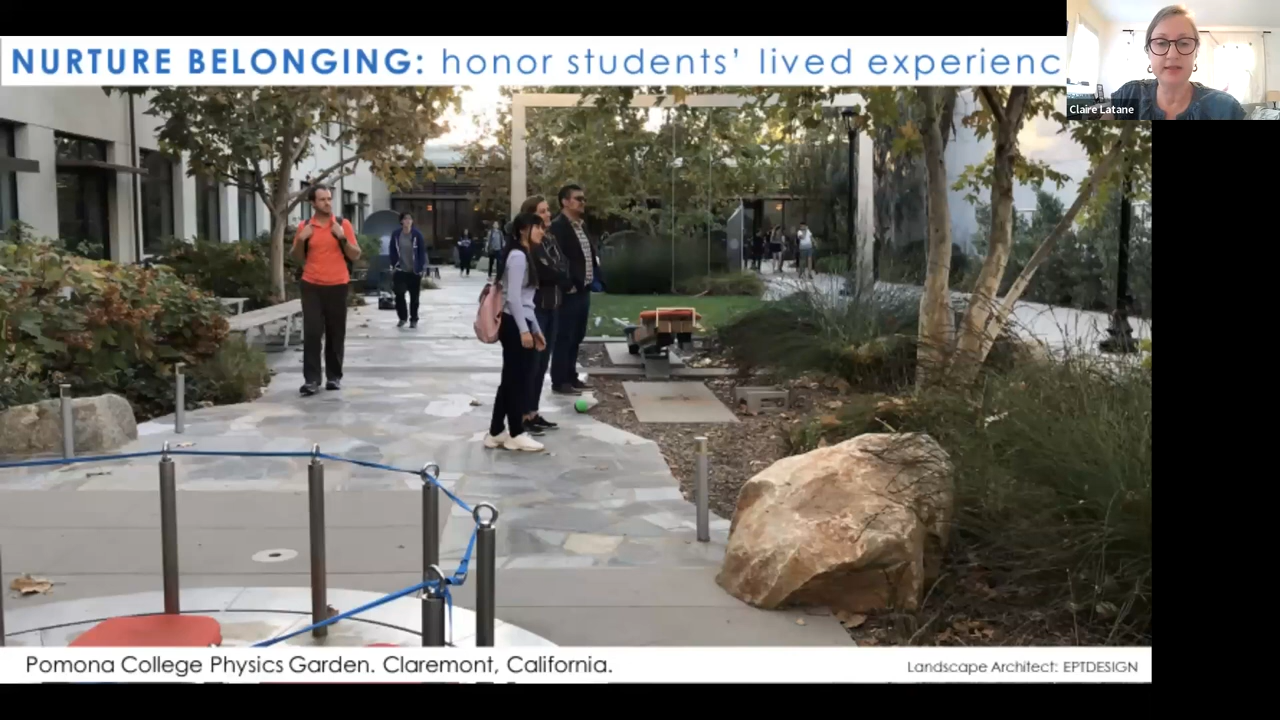 NURTURE BELONGING: honor students’ lived experienc
Claire Latane
Pomona College Physics Garden. Claremont, California.
Landscape Architect: EPTDESIGN